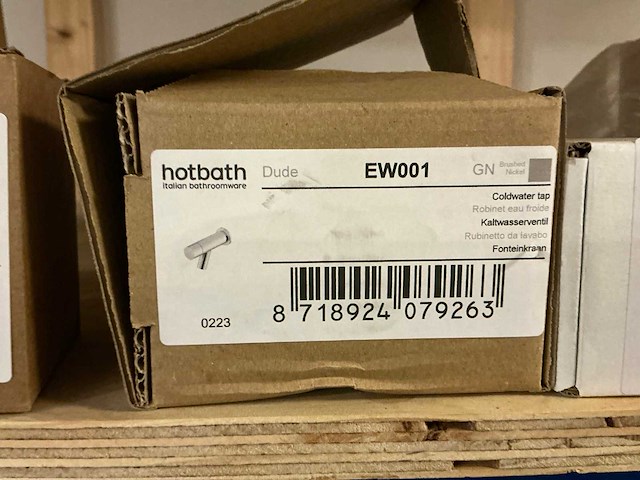 hotbath
italian bathroomware
Dude
EW001
GN
Brushed
Nickel
Coldwater tap
Robinet eau froide
Kaltwasserventil
Rubinetto da lavabo
Fonteinkraan
0223
8 718924 079263